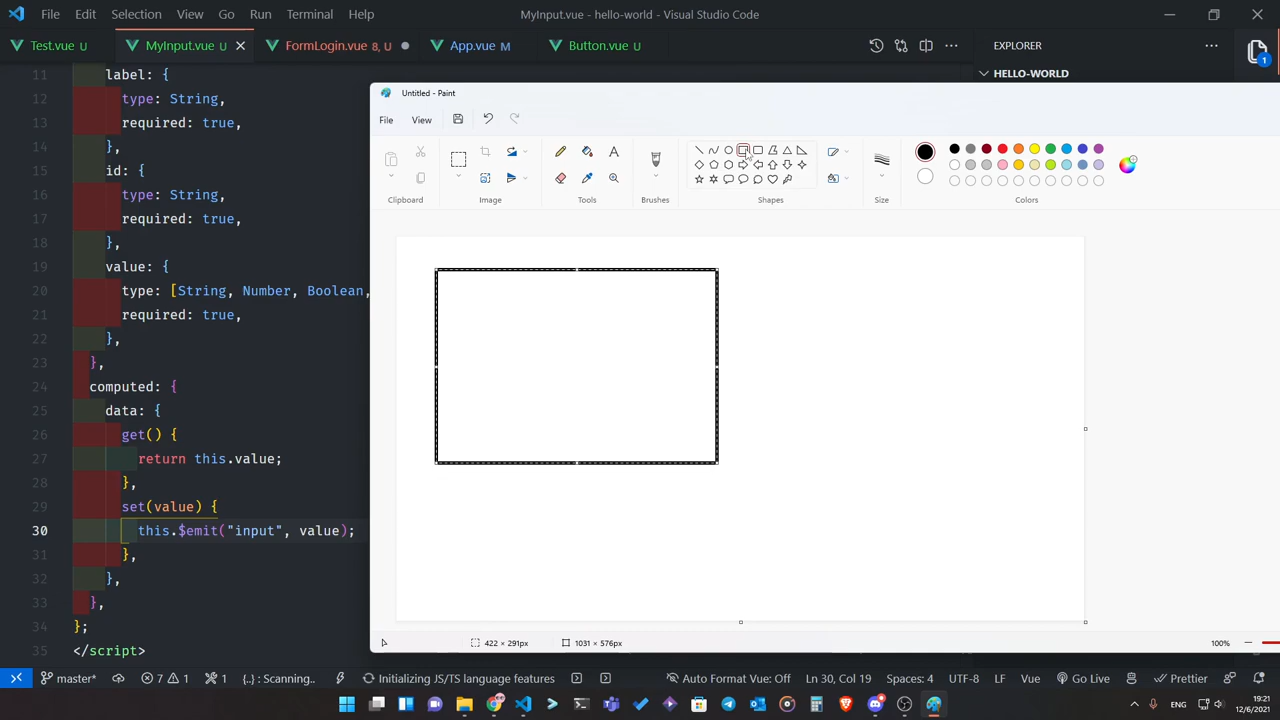 File Edit Selection View Go Run Terminal Help MyInput.vue - hello-world - Visual Studio Code
Test.vue U MyInput.vue U FormLogin.vue 8, U App.vue M Button.vue U EXPLORER
HELLO-WORLD
1
11 label: {
12 type: String,
13 required: true,
14 },
15 id: {
16 type: String,
17 required: true,
18 },
19 value: {
20 type: [String, Number, Boolean,
21 required: true,
22 },
23 },
24 computed: {
25 data: {
26 get() {
27 return this.value;
28 },
29 set(value) {
30 this.$emit("input", value);
31 },
32 },
33 },
34 };
35 </script>
Untitled - Paint
File View
Clipboard Image Tools Brushes Shapes Size Colors
422 × 291px 1031 × 576px 100%
master* 7 1 1 {..} : Scanning.. Initializing JS/TS language features Auto Format Vue: Off Ln 30, Col 19 Spaces: 4 UTF-8 LF Vue Go Live Prettier
ENG 19:21
12/6/2021